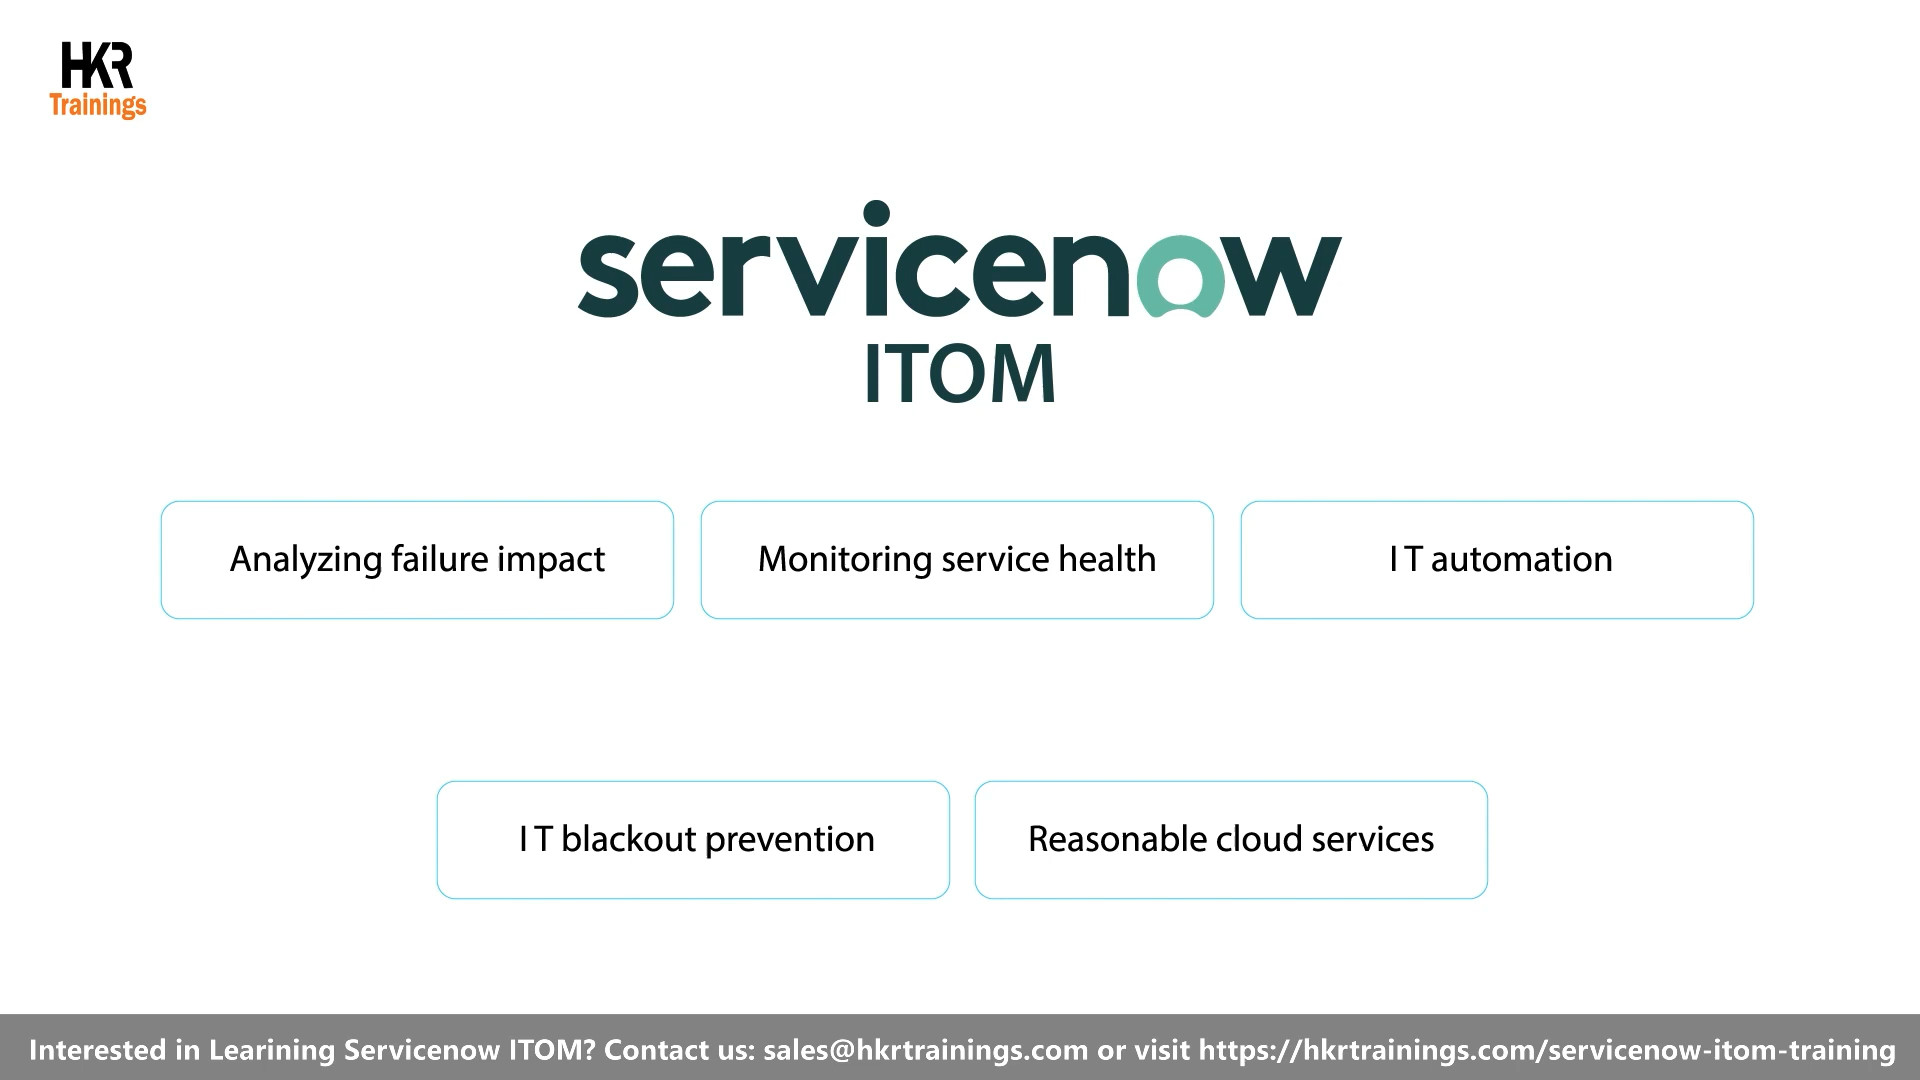 HKR
Trainings
servicenow
ITOM
Analyzing failure impact
Monitoring service health
I T automation
I T blackout prevention
Reasonable cloud services
Interested in Learining Servicenow ITOM? Contact us: sales@hkrtrainings.com or visit https://hkrtrainings.com/servicenow-itom-training